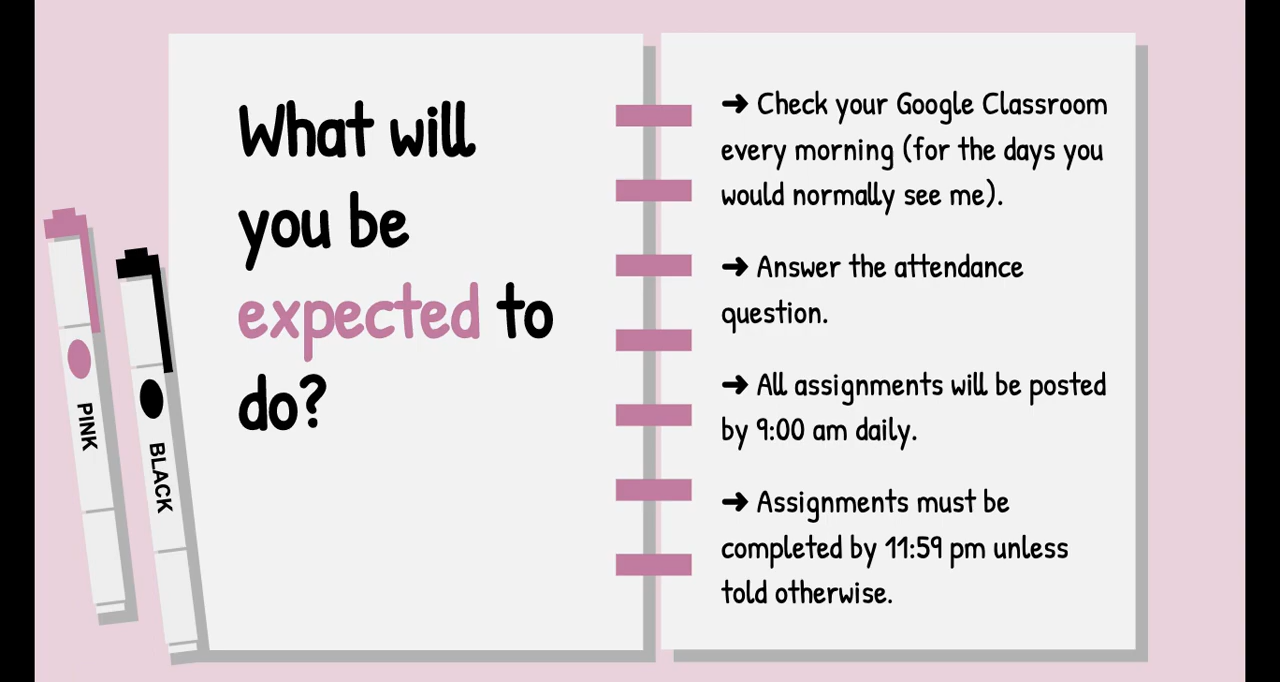 What will
you be
expected to
do?
➜ Check your Google Classroom
every morning (for the days you
would normally see me).
➜ Answer the attendance
question.
➜ All assignments will be posted
by 9:00 am daily.
➜ Assignments must be
completed by 11:59 pm unless
told otherwise.
PINK
BLACK